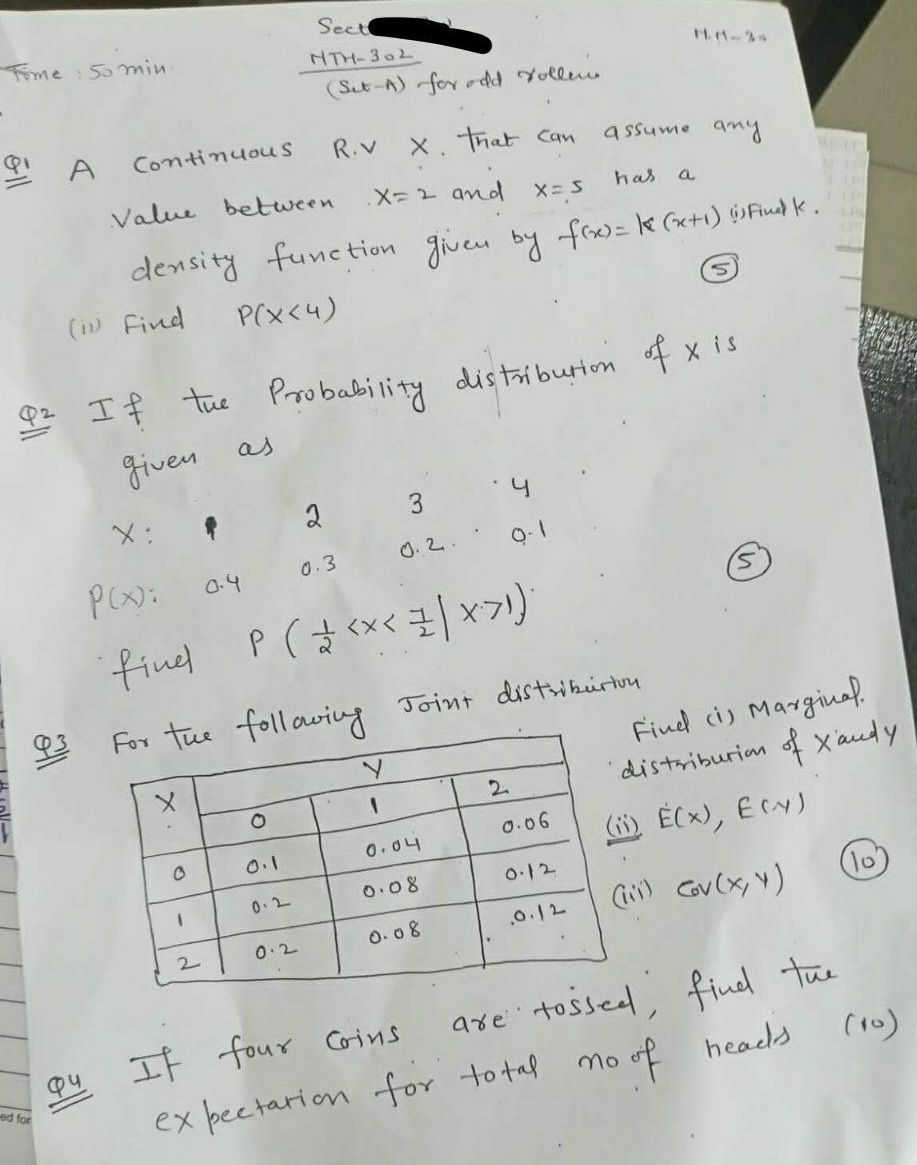 Sect
M.M-30
Time : 50 min
MTH-302
(Set-A) for odd rollno
Q1 A Continuous R.V X. That can assume any
Value between X=2 and X=5 has a
density function given by f(x)= k (x+1) (i) Find k.
(5)
(ii) Find P(X<4)
Q2 If the Probability distribution of X is
given as
X: 1 2 3 4
P(X): 0.4 0.3 0.2 0.1
(5)
find P ( 1/2 <X< 7/2 | X>1)
Q3 For the following Joint distribution
Find (i) Marginal
distribution of X and Y
(ii) E(X), E(Y)
(iii) Cov(X,Y) (10)
X Y
0 1 2
0 0.1 0.04 0.06
1 0.2 0.08 0.12
2 0.2 0.08 0.12
Q4 If four Coins are tossed, find the
expectation for total no of heads (10)
ed for